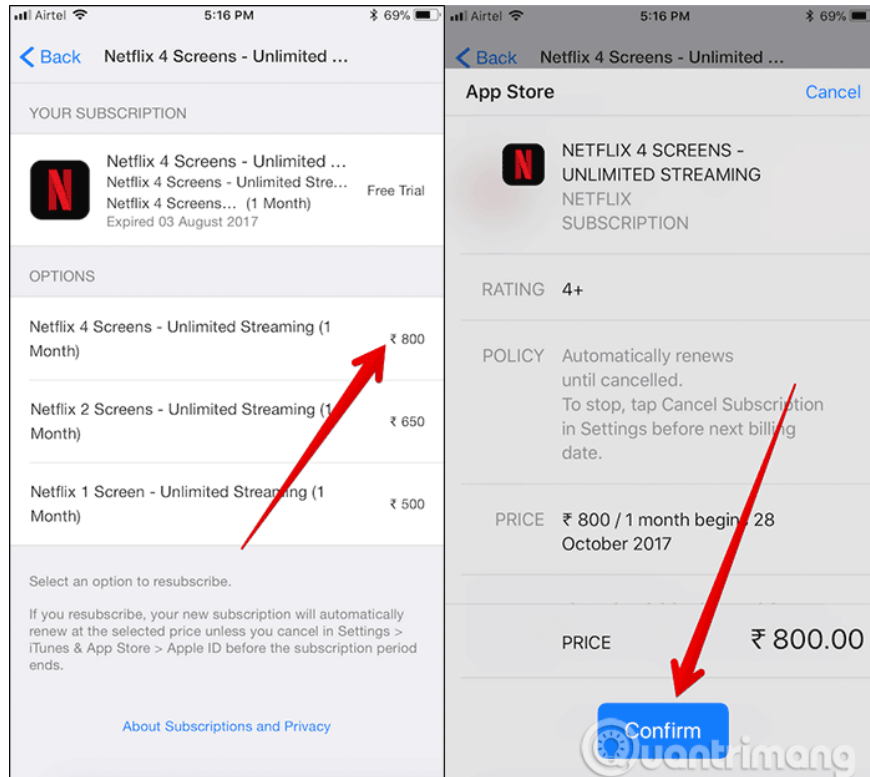 Airtel 5:16 PM 69%
Back Netflix 4 Screens - Unlimited ...
YOUR SUBSCRIPTION
Netflix 4 Screens - Unlimited ...
Netflix 4 Screens - Unlimited Stre...
Netflix 4 Screens... (1 Month)
Expired 03 August 2017
Free Trial
OPTIONS
Netflix 4 Screens - Unlimited Streaming (1
Month)
₹ 800
Netflix 2 Screens - Unlimited Streaming (1
Month)
₹ 650
Netflix 1 Screen - Unlimited Streaming (1
Month)
₹ 500
Select an option to resubscribe.
If you resubscribe, your new subscription will automatically
renew at the selected price unless you cancel in Settings >
iTunes & App Store > Apple ID before the subscription period
ends.
About Subscriptions and Privacy
Airtel 5:16 PM 69%
Back Netflix 4 Screens - Unlimited ...
App Store Cancel
NETFLIX 4 SCREENS -
UNLIMITED STREAMING
NETFLIX
SUBSCRIPTION
RATING 4+
POLICY Automatically renews
until cancelled.
To stop, tap Cancel Subscription
in Settings before next billing
date.
PRICE ₹ 800 / 1 month begins 28
October 2017
PRICE ₹ 800.00
Confirm
Quantrimang